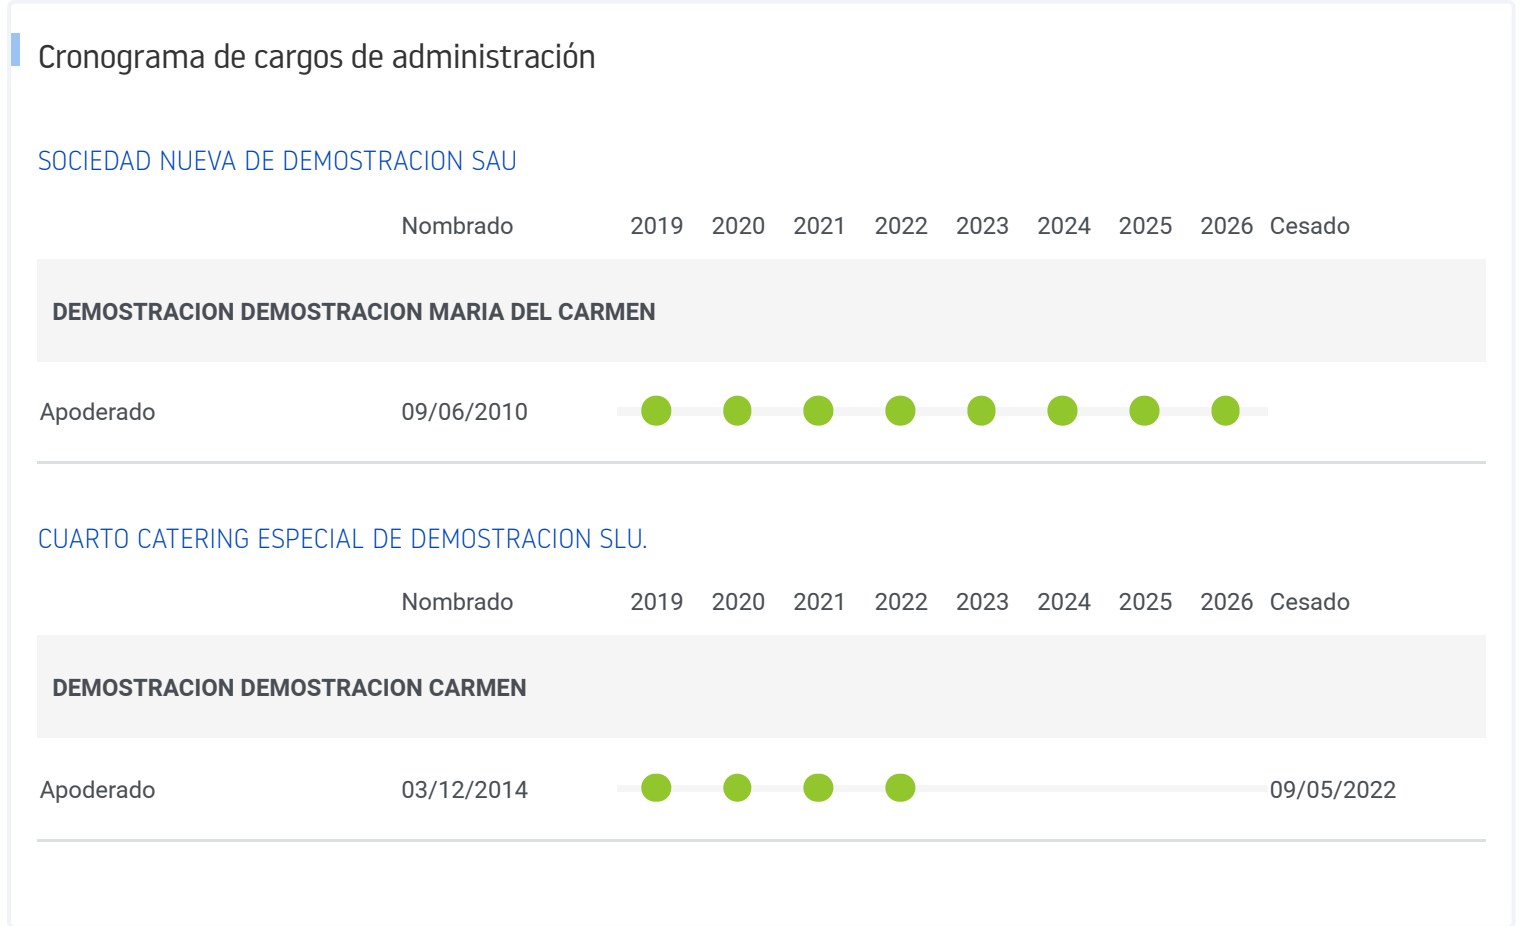 Cronograma de cargos de administración
SOCIEDAD NUEVA DE DEMOSTRACION SAU
Nombrado 2019 2020 2021 2022 2023 2024 2025 2026 Cesado
DEMOSTRACION DEMOSTRACION MARIA DEL CARMEN
Apoderado 09/06/2010
CUARTO CATERING ESPECIAL DE DEMOSTRACION SLU.
Nombrado 2019 2020 2021 2022 2023 2024 2025 2026 Cesado
DEMOSTRACION DEMOSTRACION CARMEN
Apoderado 03/12/2014 09/05/2022